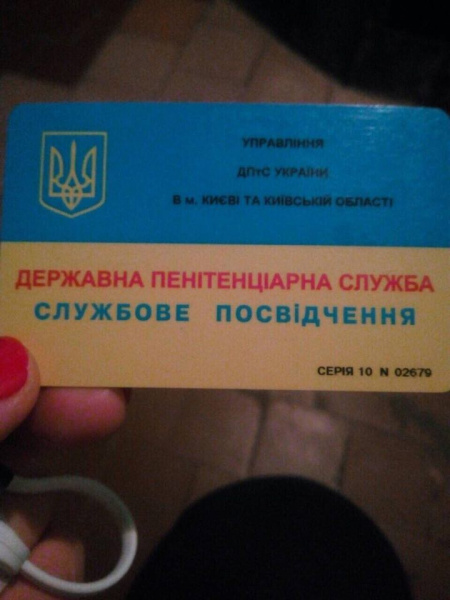 УПРАВЛІННЯ
ДПтС УКРАЇНИ
В м. КИЄВІ ТА КИЇВСЬКІЙ ОБЛАСТІ
ДЕРЖАВНА ПЕНІТЕНЦІАРНА СЛУЖБА
СЛУЖБОВЕ ПОСВіДЧЕННЯ
СЕРІЯ 10 N 02679